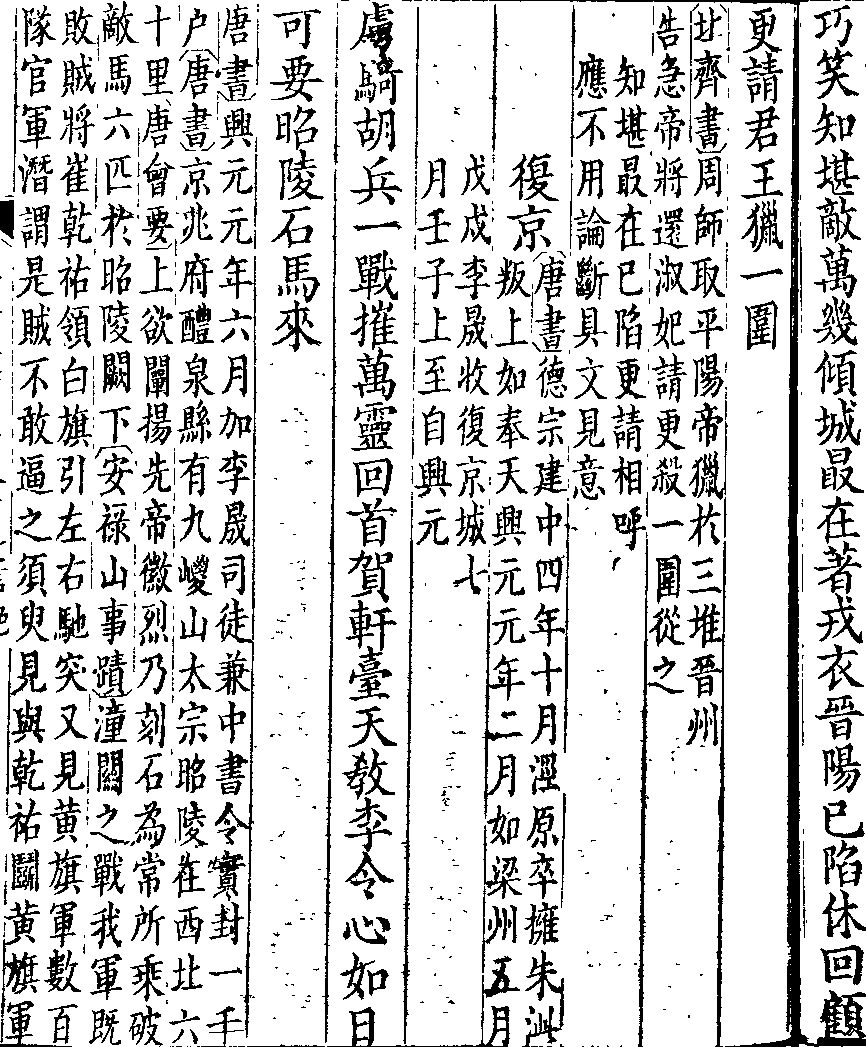 巧笑知堪敵萬幾傾城最在著戎衣晉陽已陷休回顧
更請君王獵一圍
北齊書周師取平陽帝獵於三堆晉州
告急帝將還淑妃請更殺一圍從之
知堪最在已陷更請相呼
應不用論斷具文見意
復京
唐書德宗建中四年十月涇原卒擁朱泚
叛上如奉天興元元年二月如梁州五月
戊戌李晟收復京城七
月壬子上至自興元
虜騎胡兵一戰摧萬靈回首賀軒臺天教李令心如日
可要昭陵石馬來
唐書興元元年六月加李晟司徒兼中書令實封一千
户唐書京兆府醴泉縣有九嵕山太宗昭陵在西北六
十里唐會要上欲闡揚先帝徽烈乃刻石為常所乘破
敵馬六匹於昭陵闕下安禄山事蹟潼關之戰我軍既
敗賊將崔乾祐領白旗引左右馳突又見黄旗軍數百
隊官軍潛謂是賊不敢逼之須臾見與乾祐鬭黄旗軍